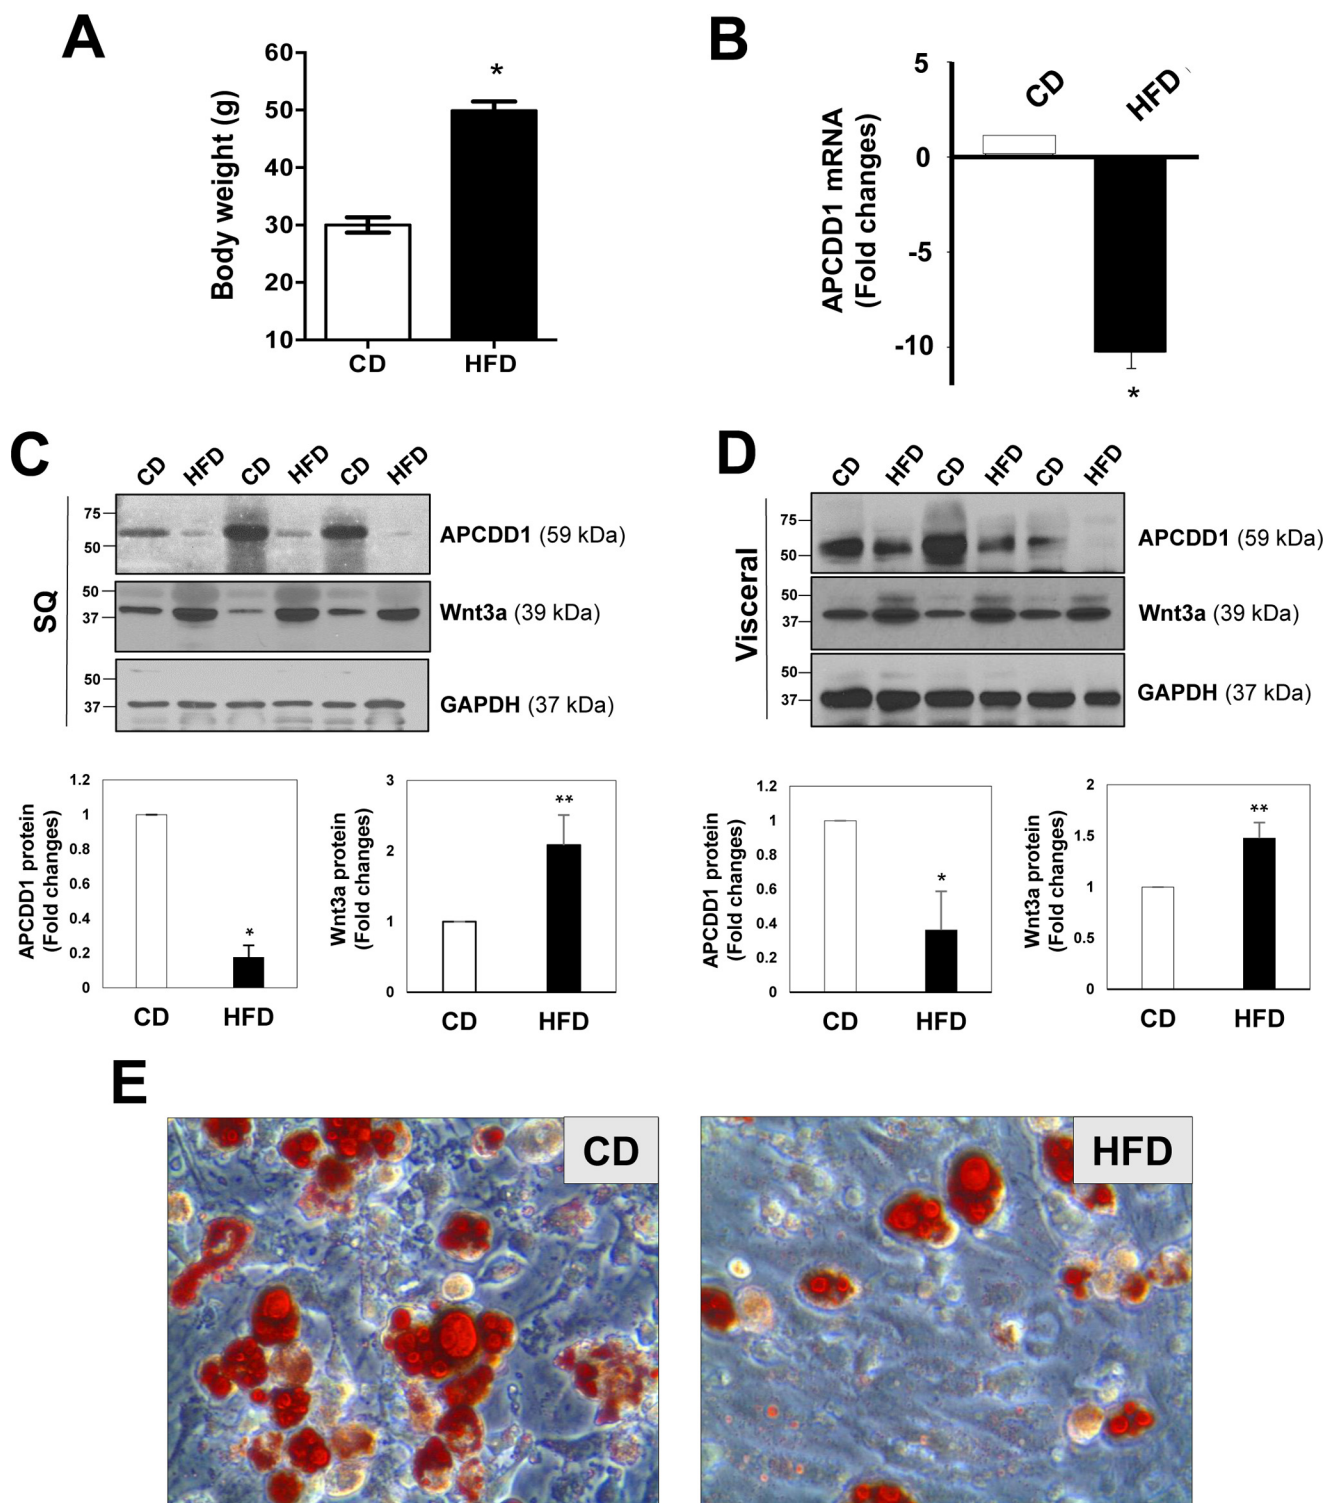 A
60
50
40
30
20
10
Body weight (g)
*
CD
HFD
B
5
0
-5
-10
APCDD1 mRNA
(Fold changes)
CD
HFD
*
C
CD
HFD
CD
HFD
CD
HFD
SQ
75
50
APCDD1 (59 kDa)
50
37
Wnt3a (39 kDa)
50
37
GAPDH (37 kDa)
1.2
1
0.8
0.6
0.4
0.2
0
APCDD1 protein
(Fold changes)
*
CD
HFD
3
2
1
0
Wnt3a protein
(Fold changes)
**
CD
HFD
D
CD
HFD
CD
HFD
CD
HFD
Visceral
75
50
APCDD1 (59 kDa)
50
37
Wnt3a (39 kDa)
50
37
GAPDH (37 kDa)
1.2
1
0.8
0.6
0.4
0.2
0
APCDD1 protein
(Fold changes)
*
CD
HFD
2
1.5
1
0.5
0
Wnt3a protein
(Fold changes)
**
CD
HFD
E
CD
HFD